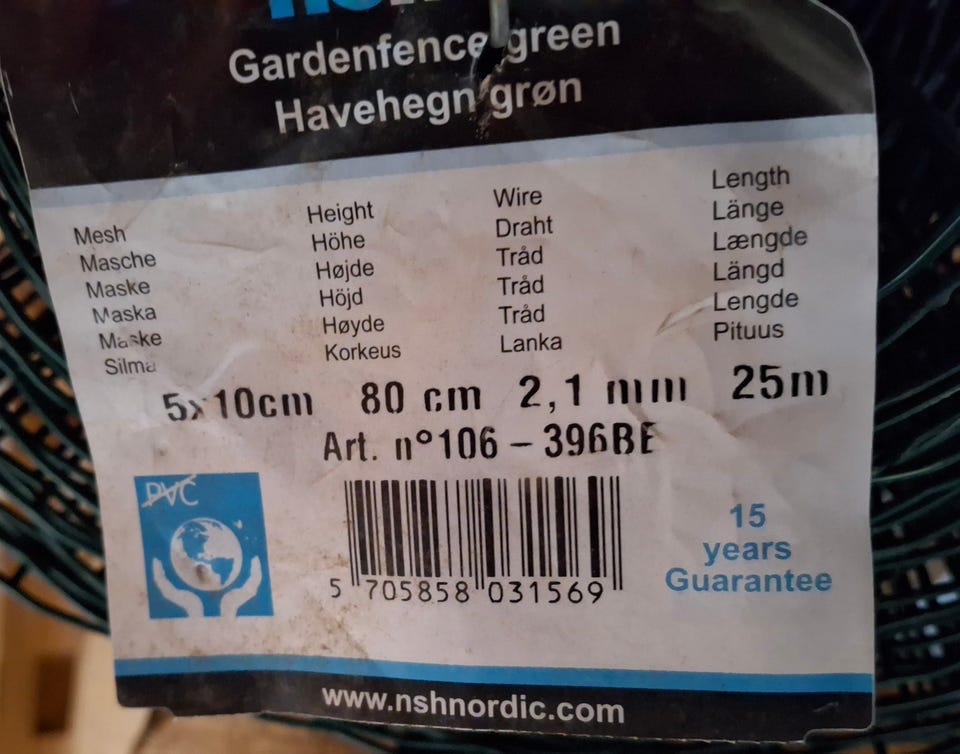 Gardenfence green
Havehegn grøn
Mesh
Masche
Maske
Maska
Maske
Silma
Height
Höhe
Højde
Höjd
Høyde
Korkeus
Wire
Draht
Tråd
Tråd
Tråd
Lanka
Length
Länge
Længde
Längd
Lengde
Pituus
5x10cm 80 cm 2,1 mm 25m
Art. n°106 – 396BE
PVC
5 705858 031569
15
years
Guarantee
www.nshnordic.com